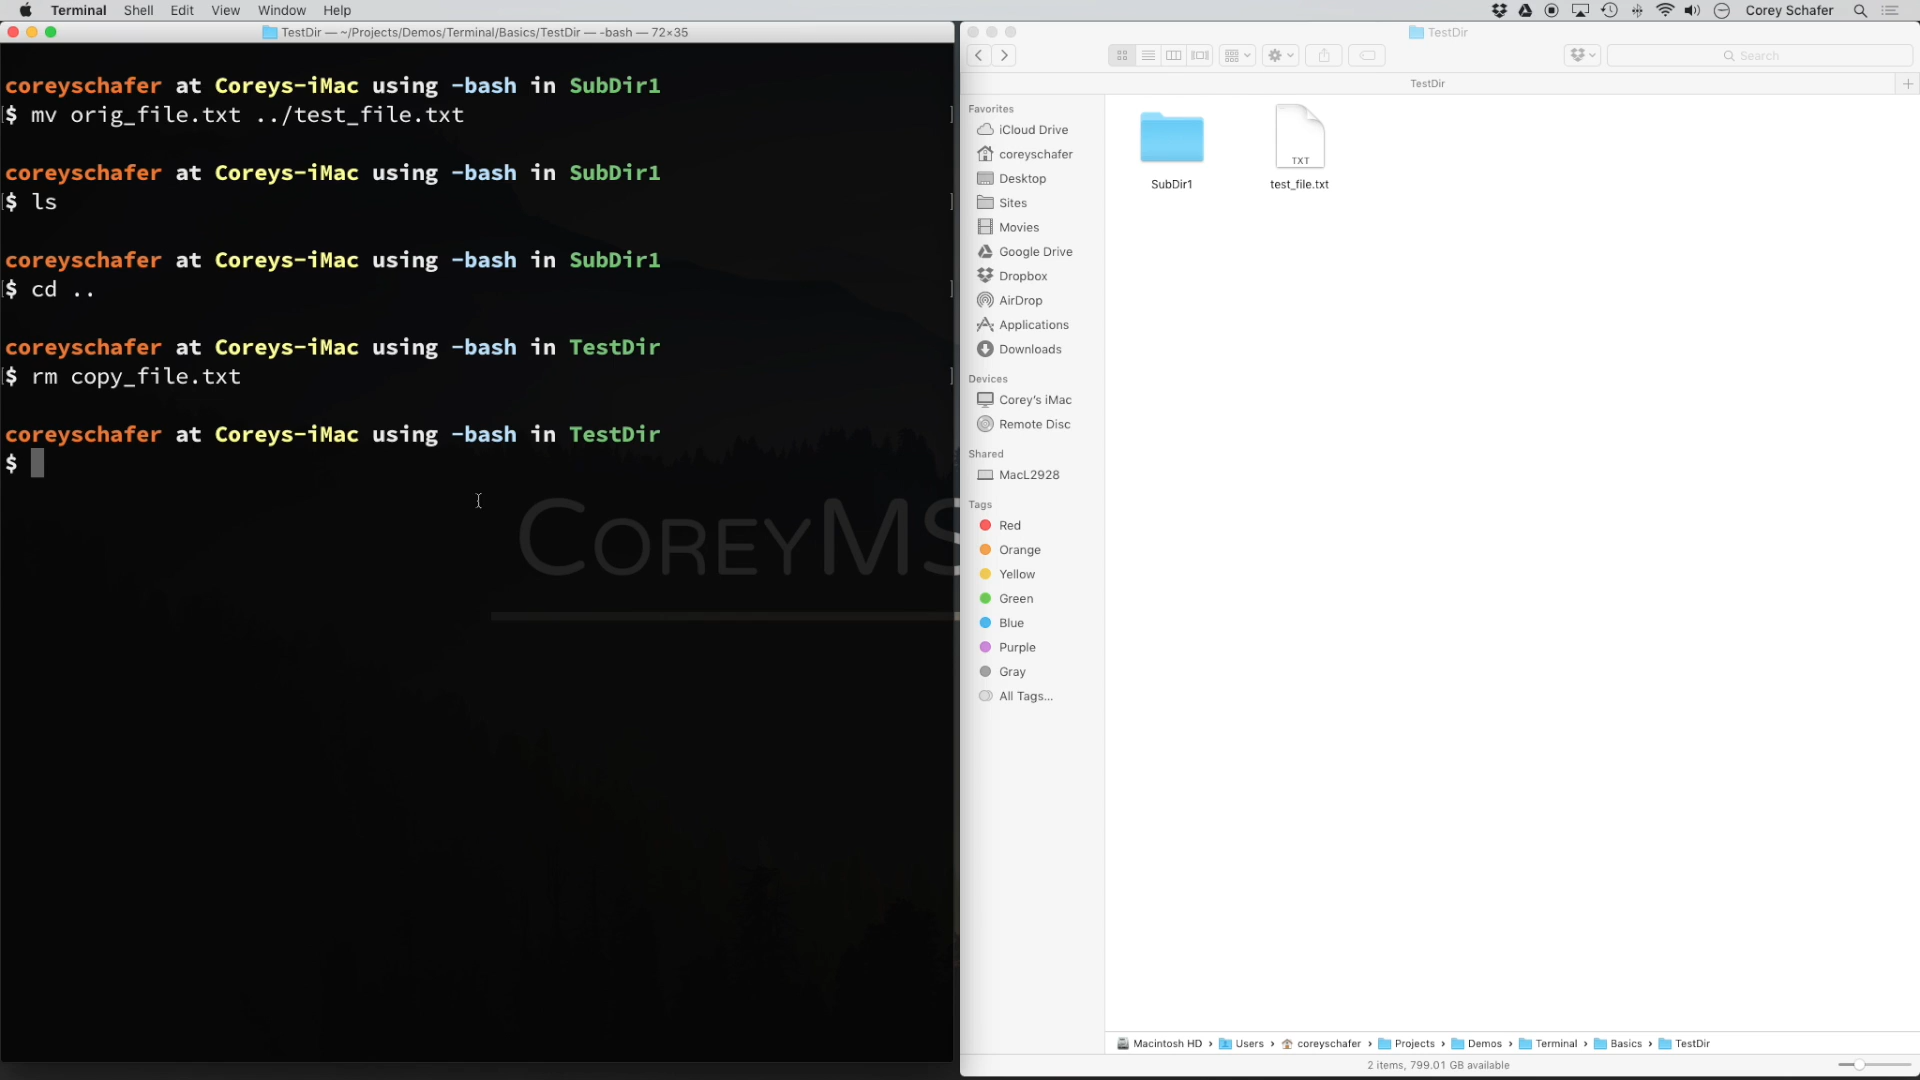 Terminal Shell Edit View Window Help
Corey Schafer
TestDir — ~/Projects/Demos/Terminal/Basics/TestDir — -bash — 72×35
coreyschafer at Coreys-iMac using -bash in SubDir1
$ mv orig_file.txt ../test_file.txt
coreyschafer at Coreys-iMac using -bash in SubDir1
$ ls
coreyschafer at Coreys-iMac using -bash in SubDir1
$ cd ..
coreyschafer at Coreys-iMac using -bash in TestDir
$ rm copy_file.txt
coreyschafer at Coreys-iMac using -bash in TestDir
$
COREYMS
TestDir
Search
TestDir
Favorites
iCloud Drive
coreyschafer
Desktop
Sites
Movies
Google Drive
Dropbox
AirDrop
Applications
Downloads
Devices
Corey's iMac
Remote Disc
Shared
MacL2928
Tags
Red
Orange
Yellow
Green
Blue
Purple
Gray
All Tags...
TXT
SubDir1 test_file.txt
Macintosh HD › Users › coreyschafer › Projects › Demos › Terminal › Basics › TestDir
2 items, 799.01 GB available